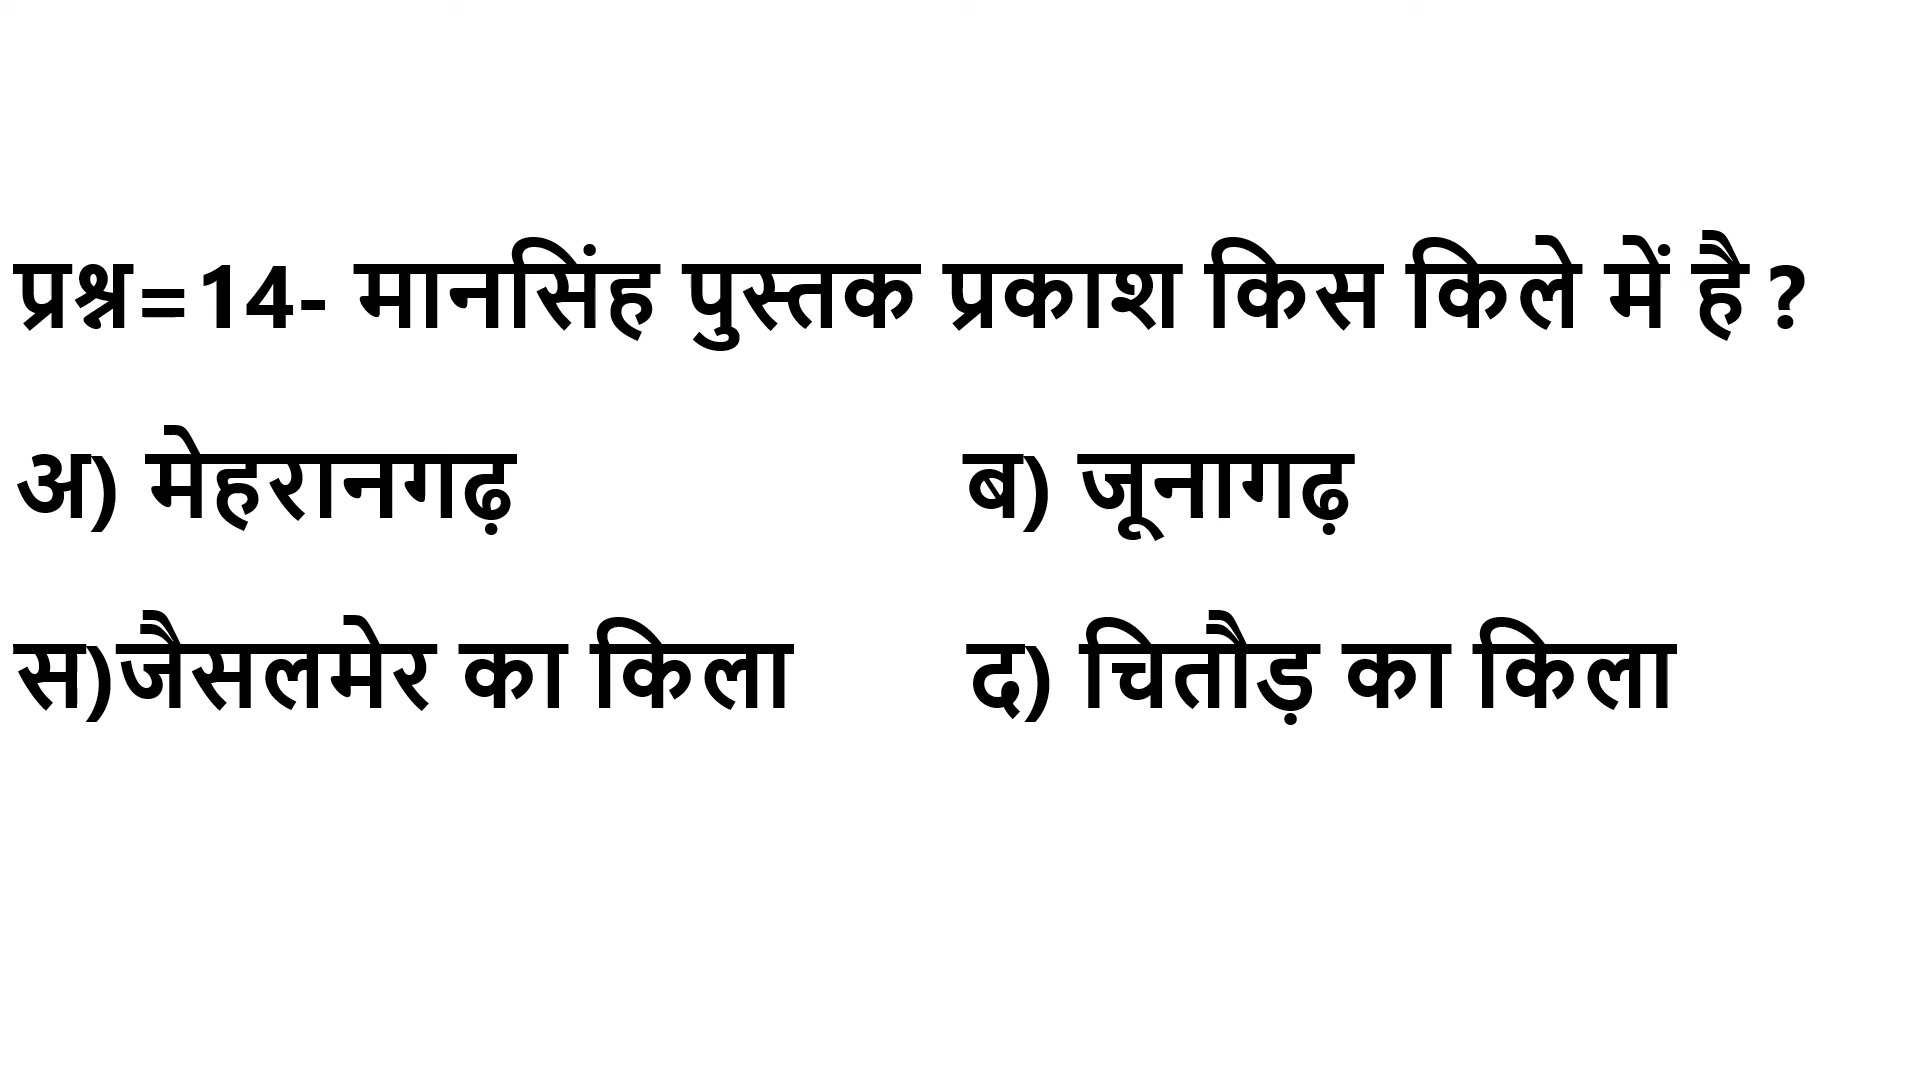 प्रश्न=14- मानसिंह पुस्तक प्रकाश किस किले में है ?
अ) मेहरानगढ़ ब) जूनागढ़
स)जैसलमेर का किला द) चितौड़ का किला